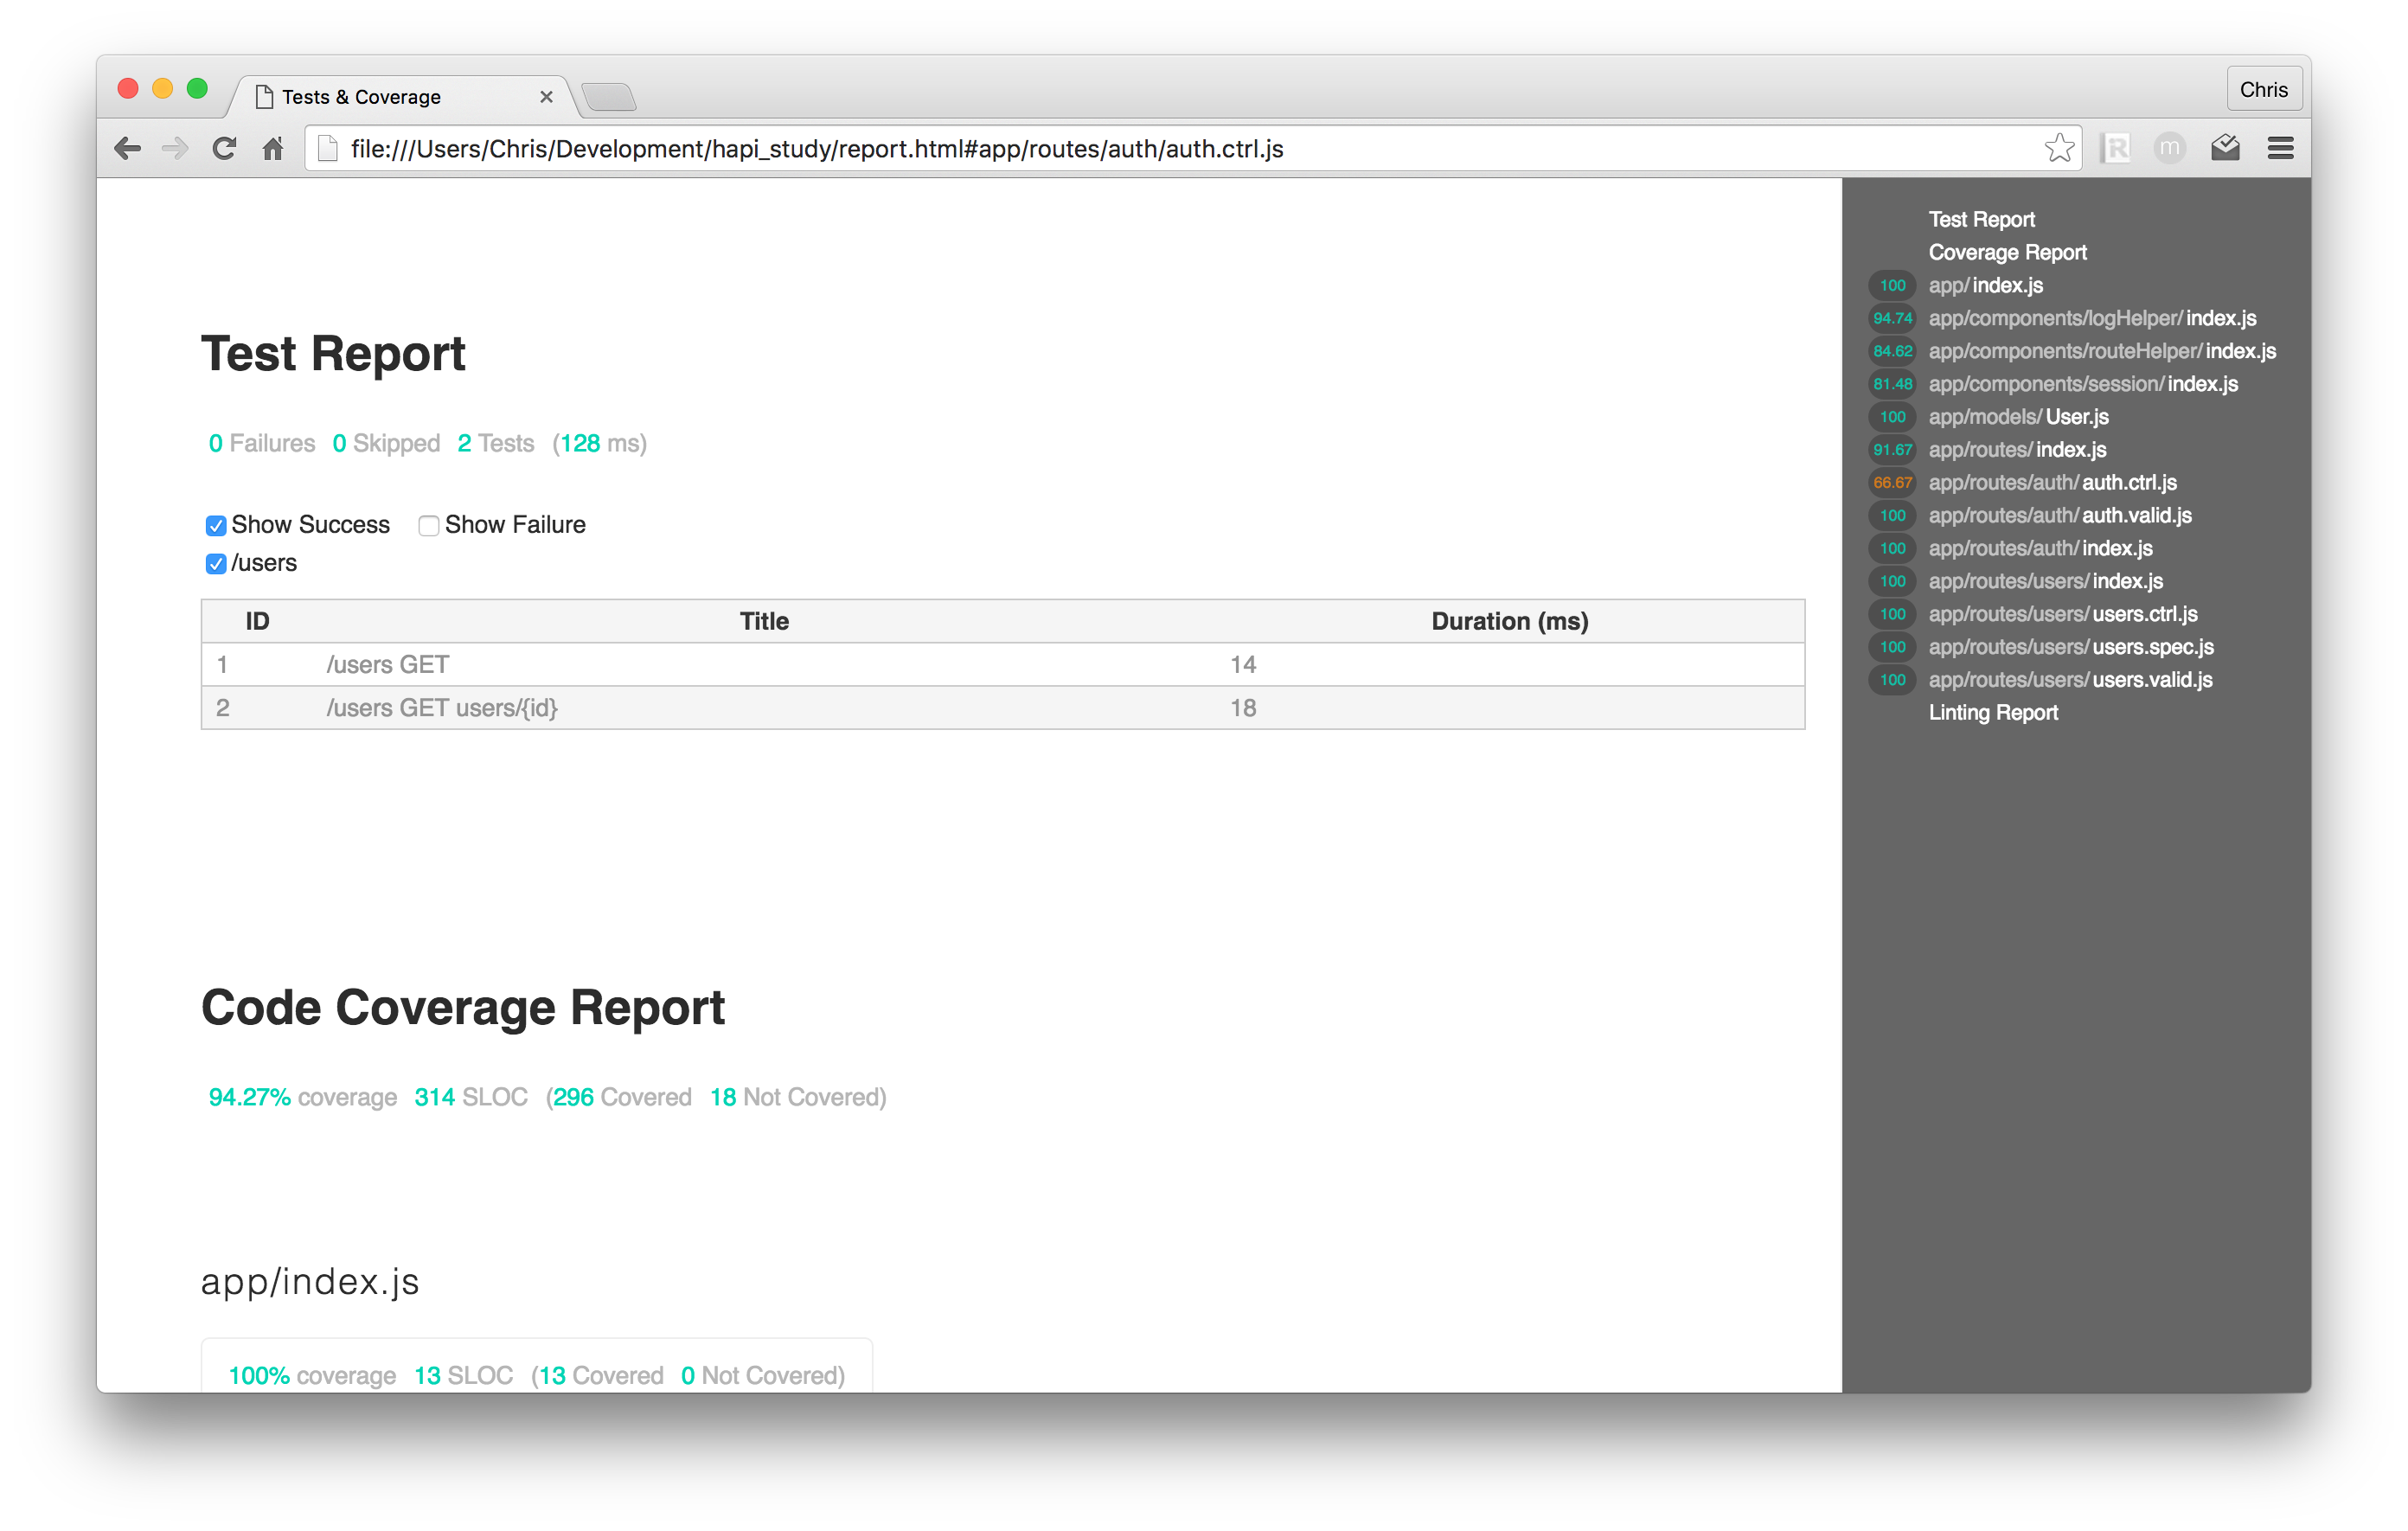 Tests & Coverage
Chris
file:///Users/Chris/Development/hapi_study/report.html#app/routes/auth/auth.ctrl.js
m
Test Report
0 Failures 0 Skipped 2 Tests (128 ms)
Show Success Show Failure
/users
ID Title Duration (ms)
1 /users GET 14
2 /users GET users/{id} 18
Code Coverage Report
94.27% coverage 314 SLOC (296 Covered 18 Not Covered)
app/index.js
100% coverage 13 SLOC (13 Covered 0 Not Covered)
Test Report
Coverage Report
100 app/index.js
94.74 app/components/logHelper/index.js
84.62 app/components/routeHelper/index.js
81.48 app/components/session/index.js
100 app/models/User.js
91.67 app/routes/index.js
66.67 app/routes/auth/auth.ctrl.js
100 app/routes/auth/auth.valid.js
100 app/routes/auth/index.js
100 app/routes/users/index.js
100 app/routes/users/users.ctrl.js
100 app/routes/users/users.spec.js
100 app/routes/users/users.valid.js
Linting Report